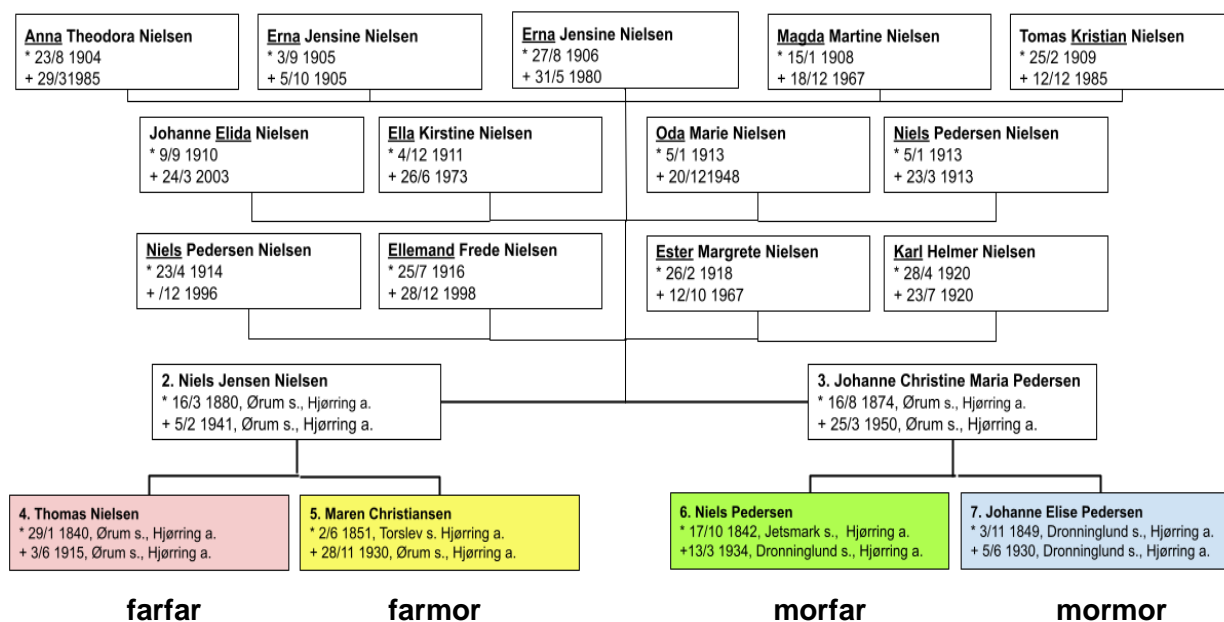 Anna Theodora Nielsen
* 23/8 1904
+ 29/31985
Erna Jensine Nielsen
* 3/9 1905
+ 5/10 1905
Erna Jensine Nielsen
* 27/8 1906
+ 31/5 1980
Magda Martine Nielsen
* 15/1 1908
+ 18/12 1967
Tomas Kristian Nielsen
* 25/2 1909
+ 12/12 1985
Johanne Elida Nielsen
* 9/9 1910
+ 24/3 2003
Ella Kirstine Nielsen
* 4/12 1911
+ 26/6 1973
Oda Marie Nielsen
* 5/1 1913
+ 20/121948
Niels Pedersen Nielsen
* 5/1 1913
+ 23/3 1913
Niels Pedersen Nielsen
* 23/4 1914
+ /12 1996
Ellemand Frede Nielsen
* 25/7 1916
+ 28/12 1998
Ester Margrete Nielsen
* 26/2 1918
+ 12/10 1967
Karl Helmer Nielsen
* 28/4 1920
+ 23/7 1920
2. Niels Jensen Nielsen
* 16/3 1880, Ørum s., Hjørring a.
+ 5/2 1941, Ørum s., Hjørring a.
3. Johanne Christine Maria Pedersen
* 16/8 1874, Ørum s., Hjørring a.
+ 25/3 1950, Ørum s., Hjørring a.
4. Thomas Nielsen
* 29/1 1840, Ørum s., Hjørring a.
+ 3/6 1915, Ørum s., Hjørring a.
5. Maren Christiansen
* 2/6 1851, Torslev s. Hjørring a.
+ 28/11 1930, Ørum s., Hjørring a.
6. Niels Pedersen
* 17/10 1842, Jetsmark s., Hjørring a.
+13/3 1934, Dronninglund s., Hjørring a.
7. Johanne Elise Pedersen
* 3/11 1849, Dronninglund s., Hjørring a.
+ 5/6 1930, Dronninglund s., Hjørring a.
farfar
farmor
morfar
mormor